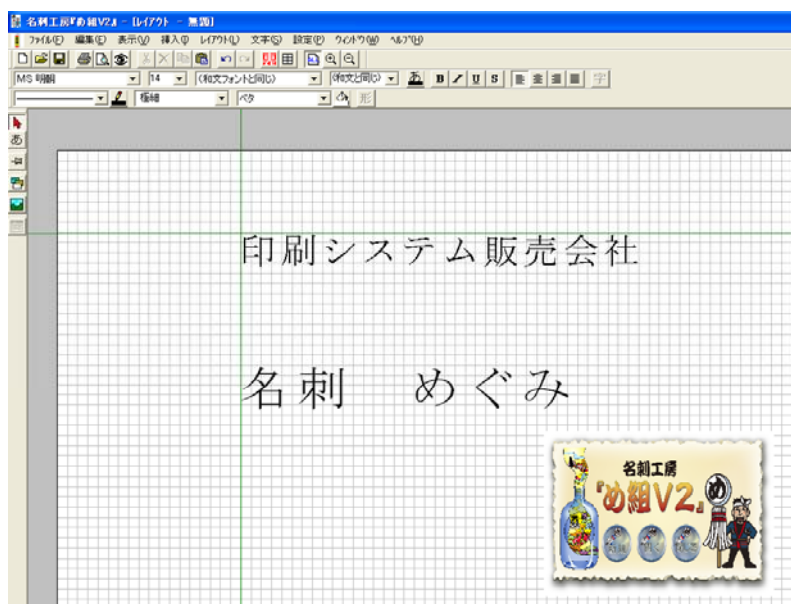 名刺工房『め組V2』 - [レイアウト - 無題]
ファイル(F) 編集(E) 表示(V) 挿入(I) レイアウト(L) 文字(S) 設定(P) ウィンドウ(W) ヘルプ(H)
MS 明朝 14 (和文フォントと同じ) (和文と同じ) あ B I U S 字
極細 ベタ 形
あ
印刷システム販売会社
名刺 めぐみ
名刺工房
『め組V2』
め